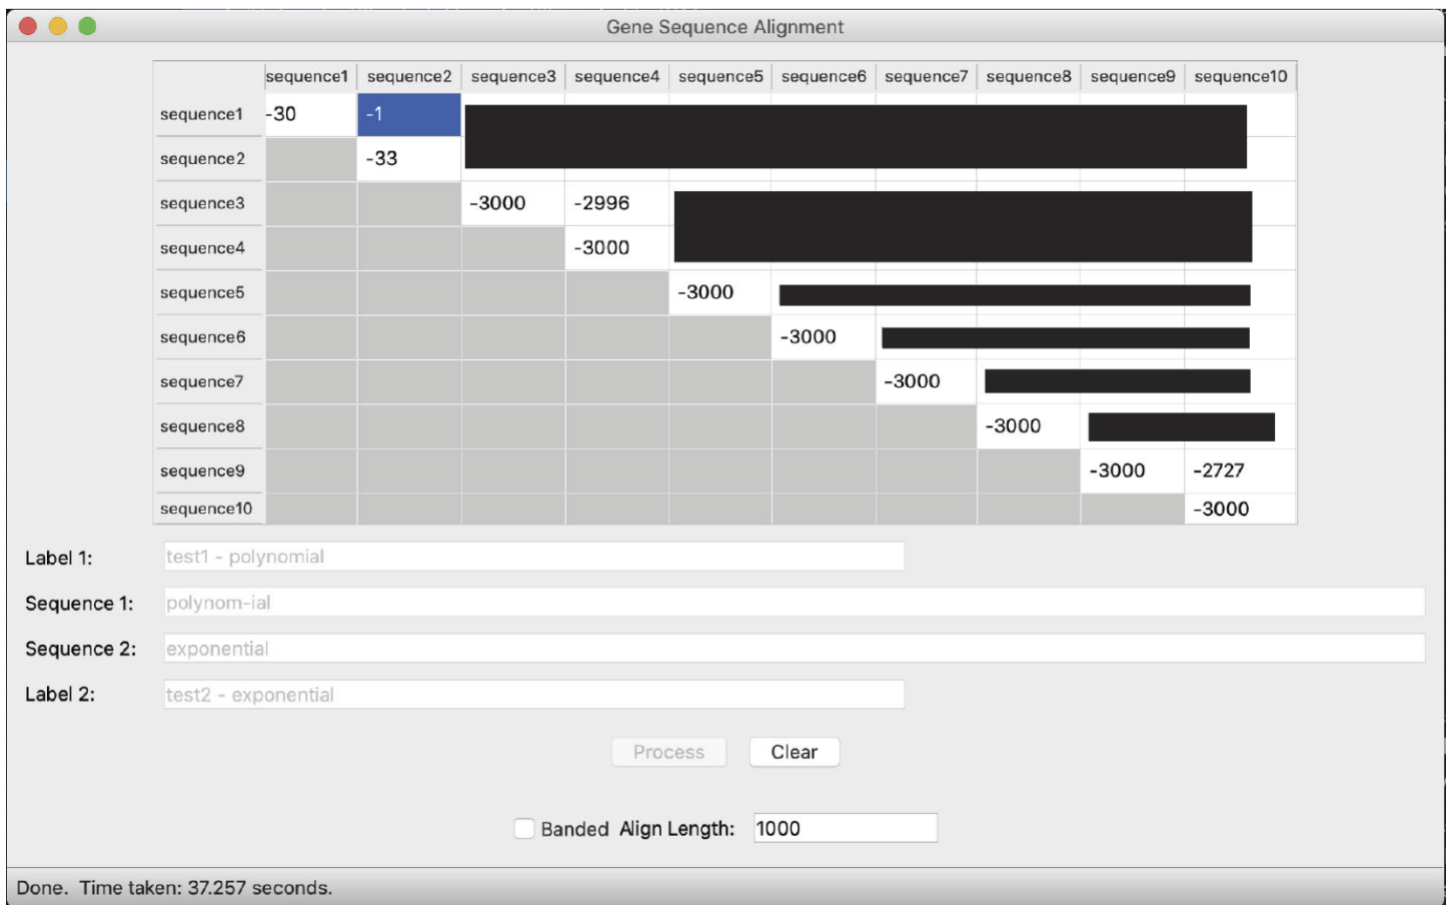 Gene Sequence Alignment
sequence1 sequence2 sequence3 sequence4 sequence5 sequence6 sequence7 sequence8 sequence9 sequence10
sequence1 -30 -1
sequence2 -33
sequence3 -3000 -2996
sequence4 -3000
sequence5 -3000
sequence6 -3000
sequence7 -3000
sequence8 -3000
sequence9 -3000 -2727
sequence10 -3000
Label 1: test1 - polynomial
Sequence 1: polynom-ial
Sequence 2: exponential
Label 2: test2 - exponential
Process Clear
Banded Align Length: 1000
Done. Time taken: 37.257 seconds.